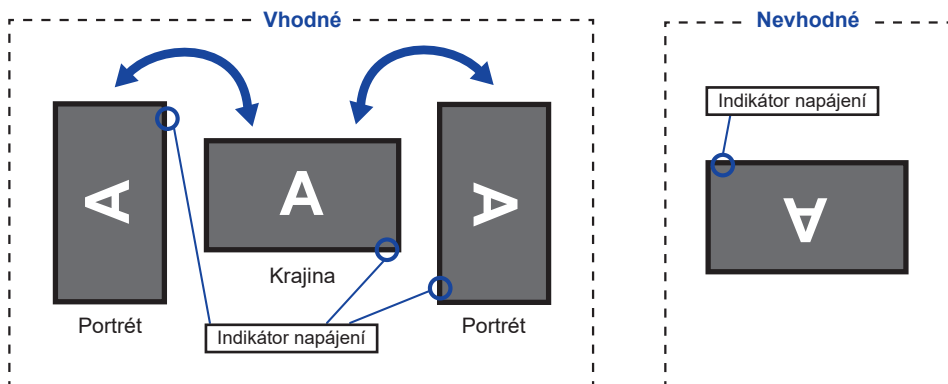 Vhodné
Nevhodné
Indikátor napájení
A
A
A
A
Krajina
Portrét
Indikátor napájení
Portrét